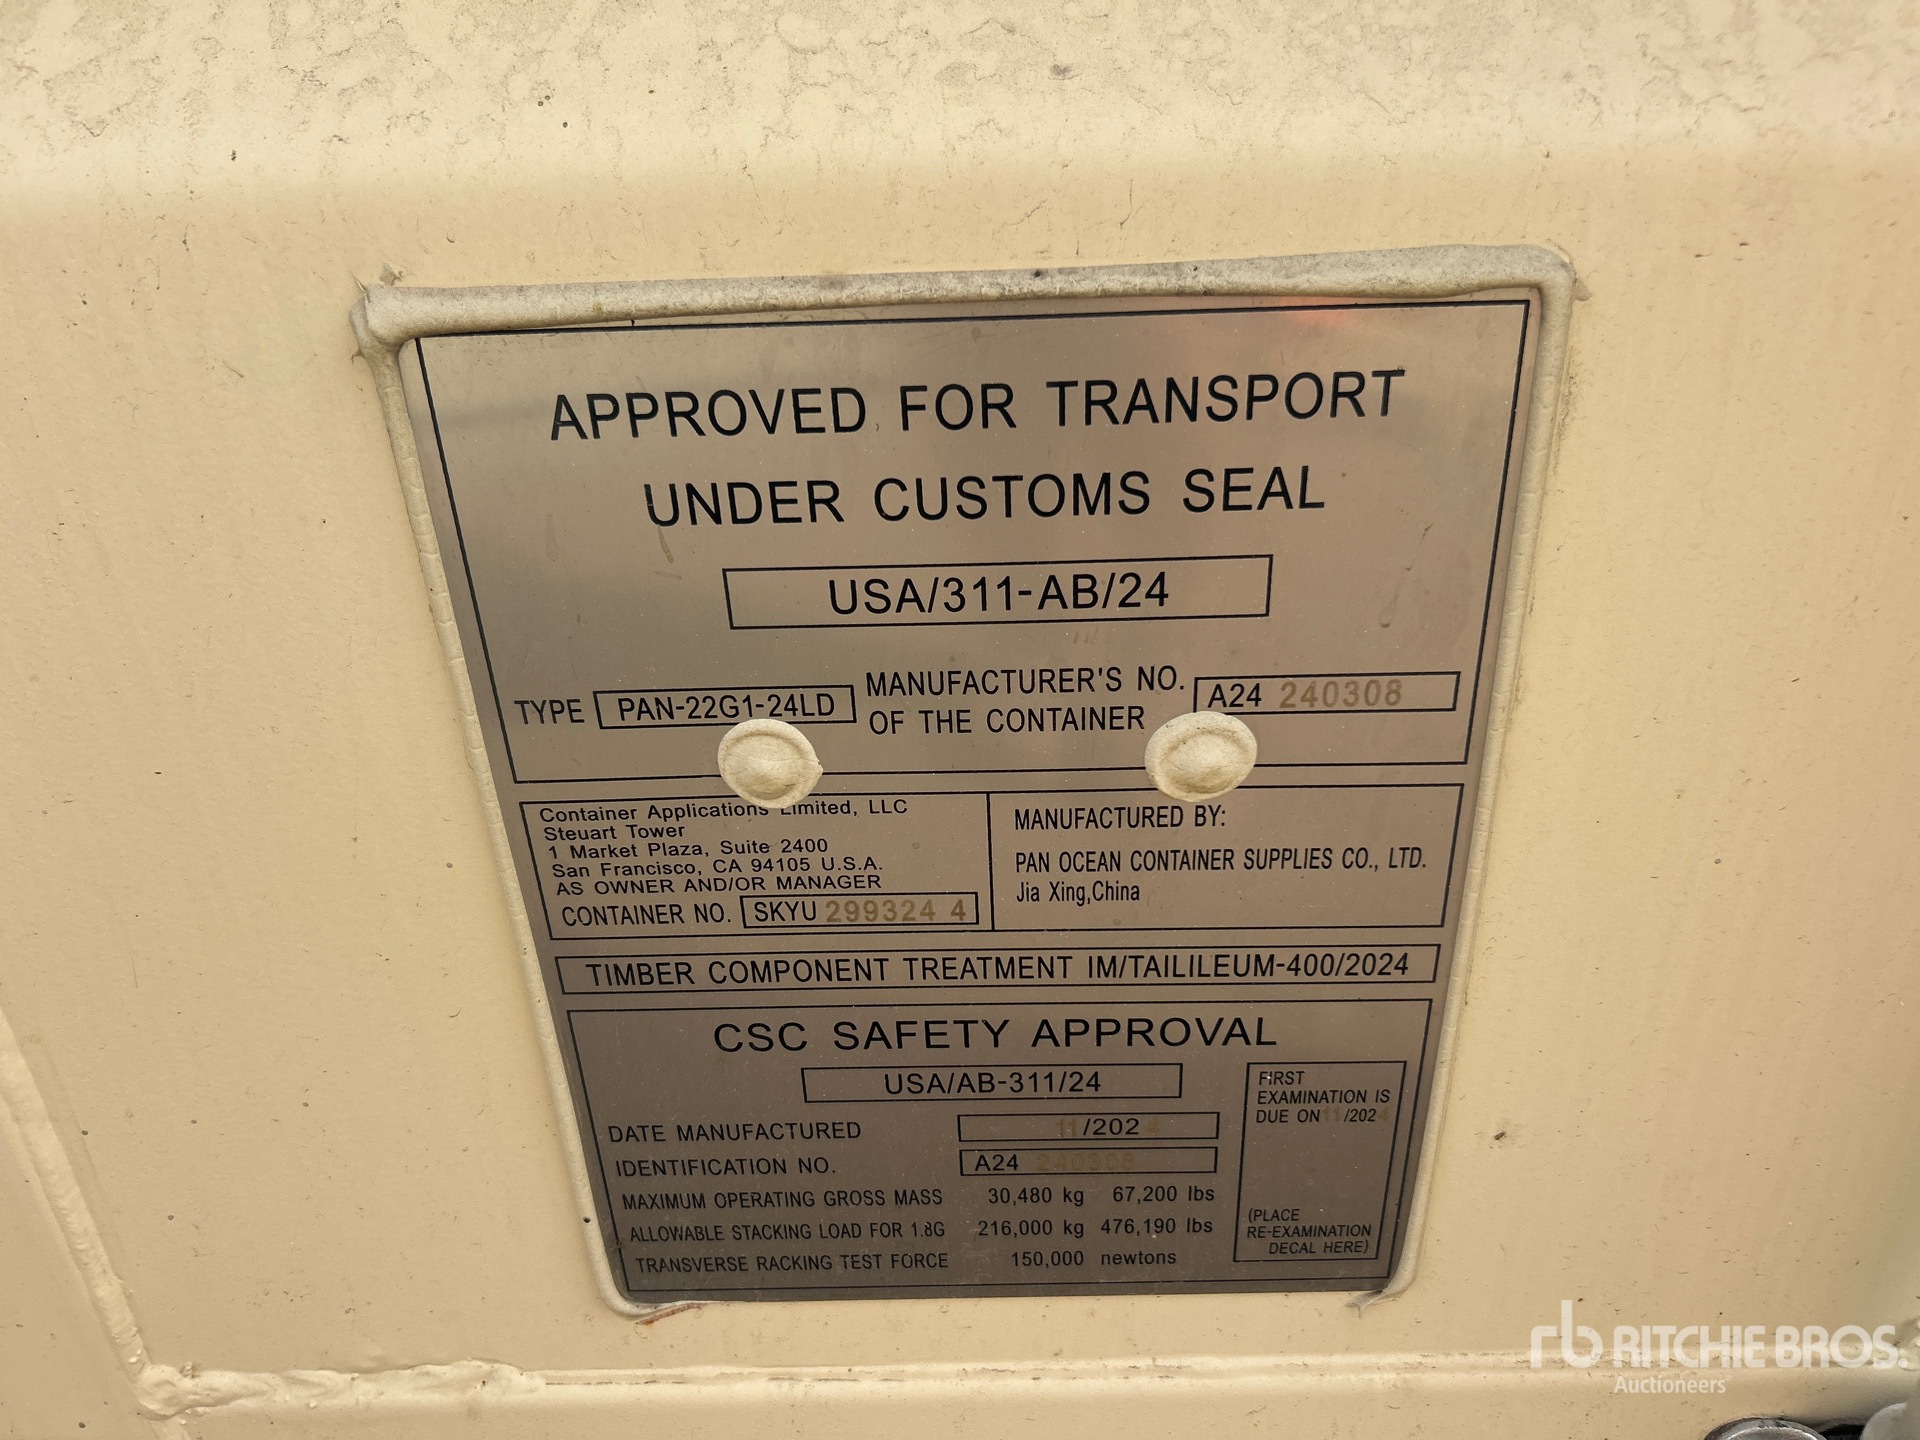 APPROVED FOR TRANSPORT
UNDER CUSTOMS SEAL
USA/311-AB/24
TYPE PAN-22G1-24LD
MANUFACTURER'S NO.
OF THE CONTAINER
A24 240308
Container Applications Limited, LLC
Steuart Tower
1 Market Plaza, Suite 2400
San Francisco, CA 94105 U.S.A.
AS OWNER AND/OR MANAGER
CONTAINER NO. SKYU 299324 4
MANUFACTURED BY:
PAN OCEAN CONTAINER SUPPLIES CO., LTD.
Jia Xing,China
TIMBER COMPONENT TREATMENT IM/TAILILEUM-400/2024
CSC SAFETY APPROVAL
USA/AB-311/24
DATE MANUFACTURED 11/2024
IDENTIFICATION NO. A24 240308
MAXIMUM OPERATING GROSS MASS 30,480 kg 67,200 lbs
ALLOWABLE STACKING LOAD FOR 1.8G 216,000 kg 476,190 lbs
TRANSVERSE RACKING TEST FORCE 150,000 newtons
FIRST
EXAMINATION IS
DUE ON 11/2024
(PLACE
RE-EXAMINATION
DECAL HERE)
rb RITCHIE BROS.
Auctioneers